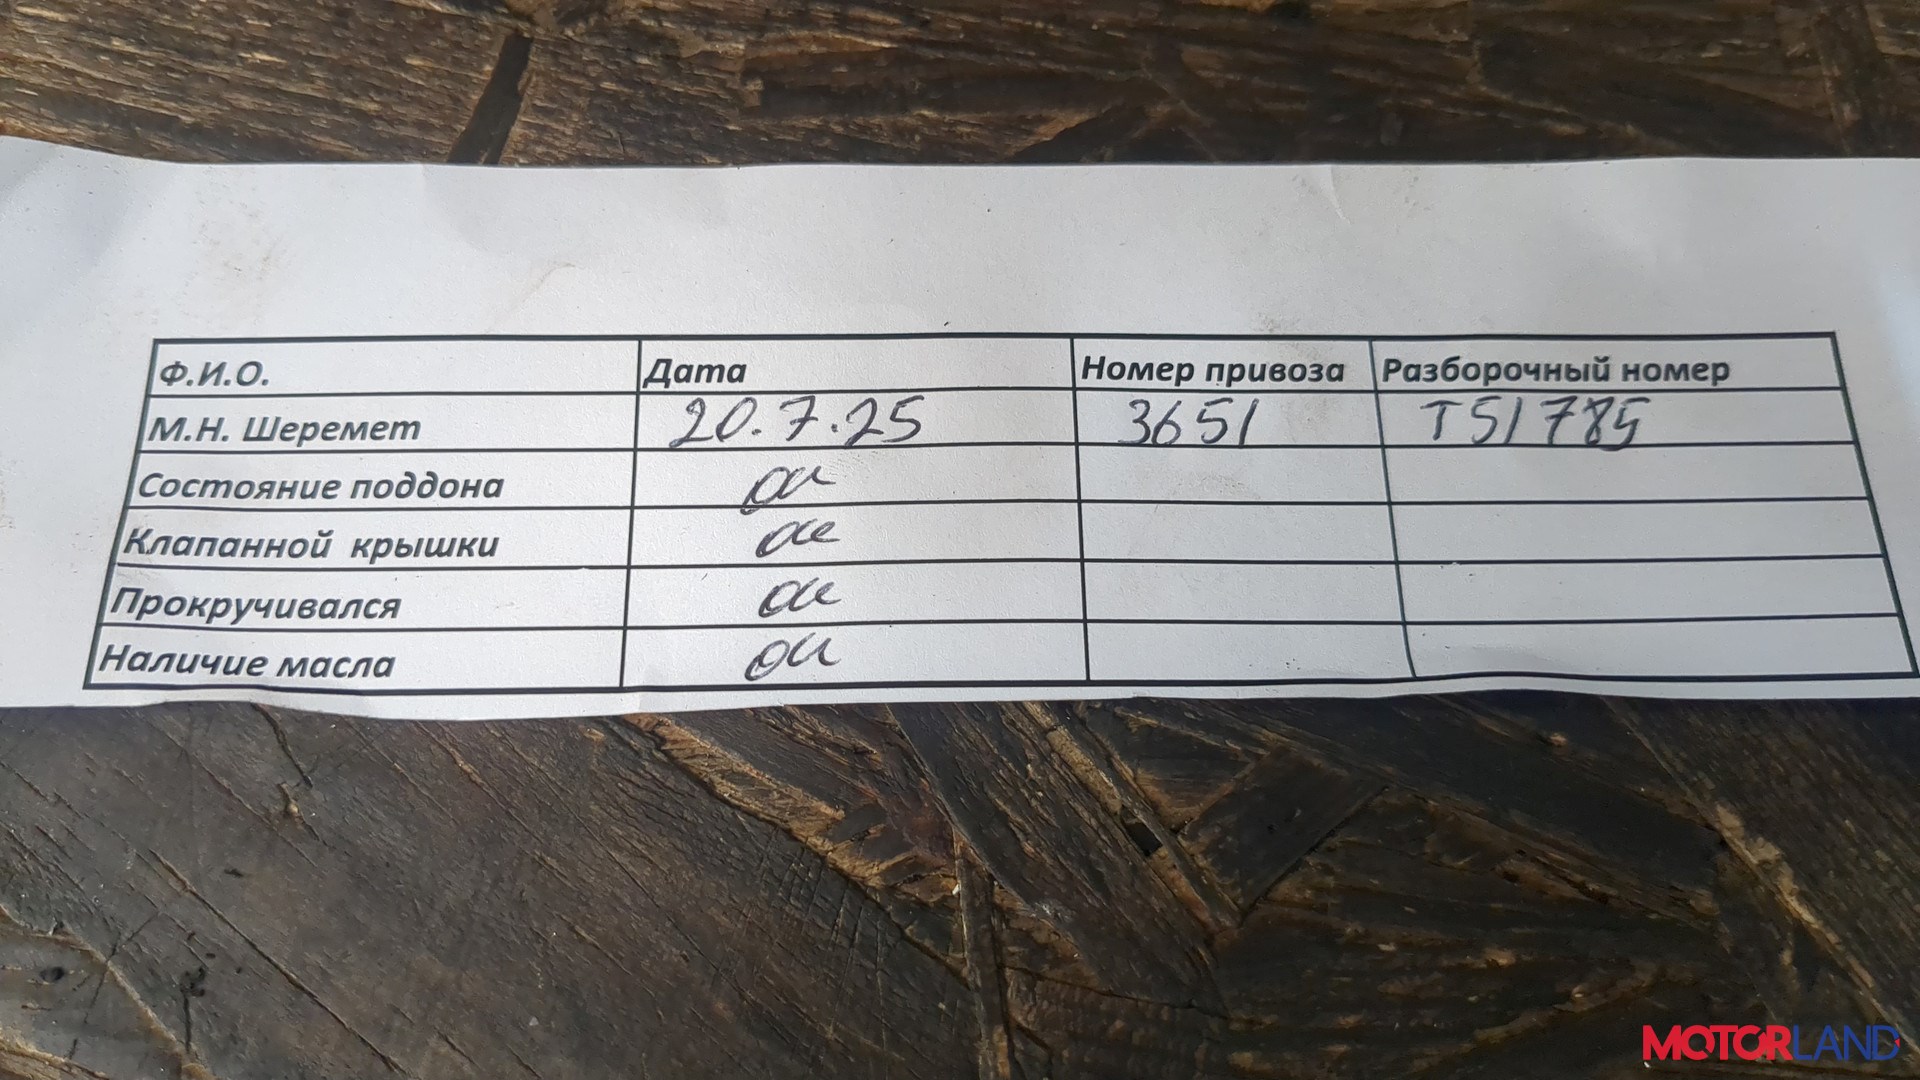 Ф.И.О. Дата Номер привоза Разборочный номер
М.Н. Шеремет 20.7.25 3651 T51785
Состояние поддона ок
Клапанной крышки ок
Прокручивался ок
Наличие масла ок
MOTORLAND